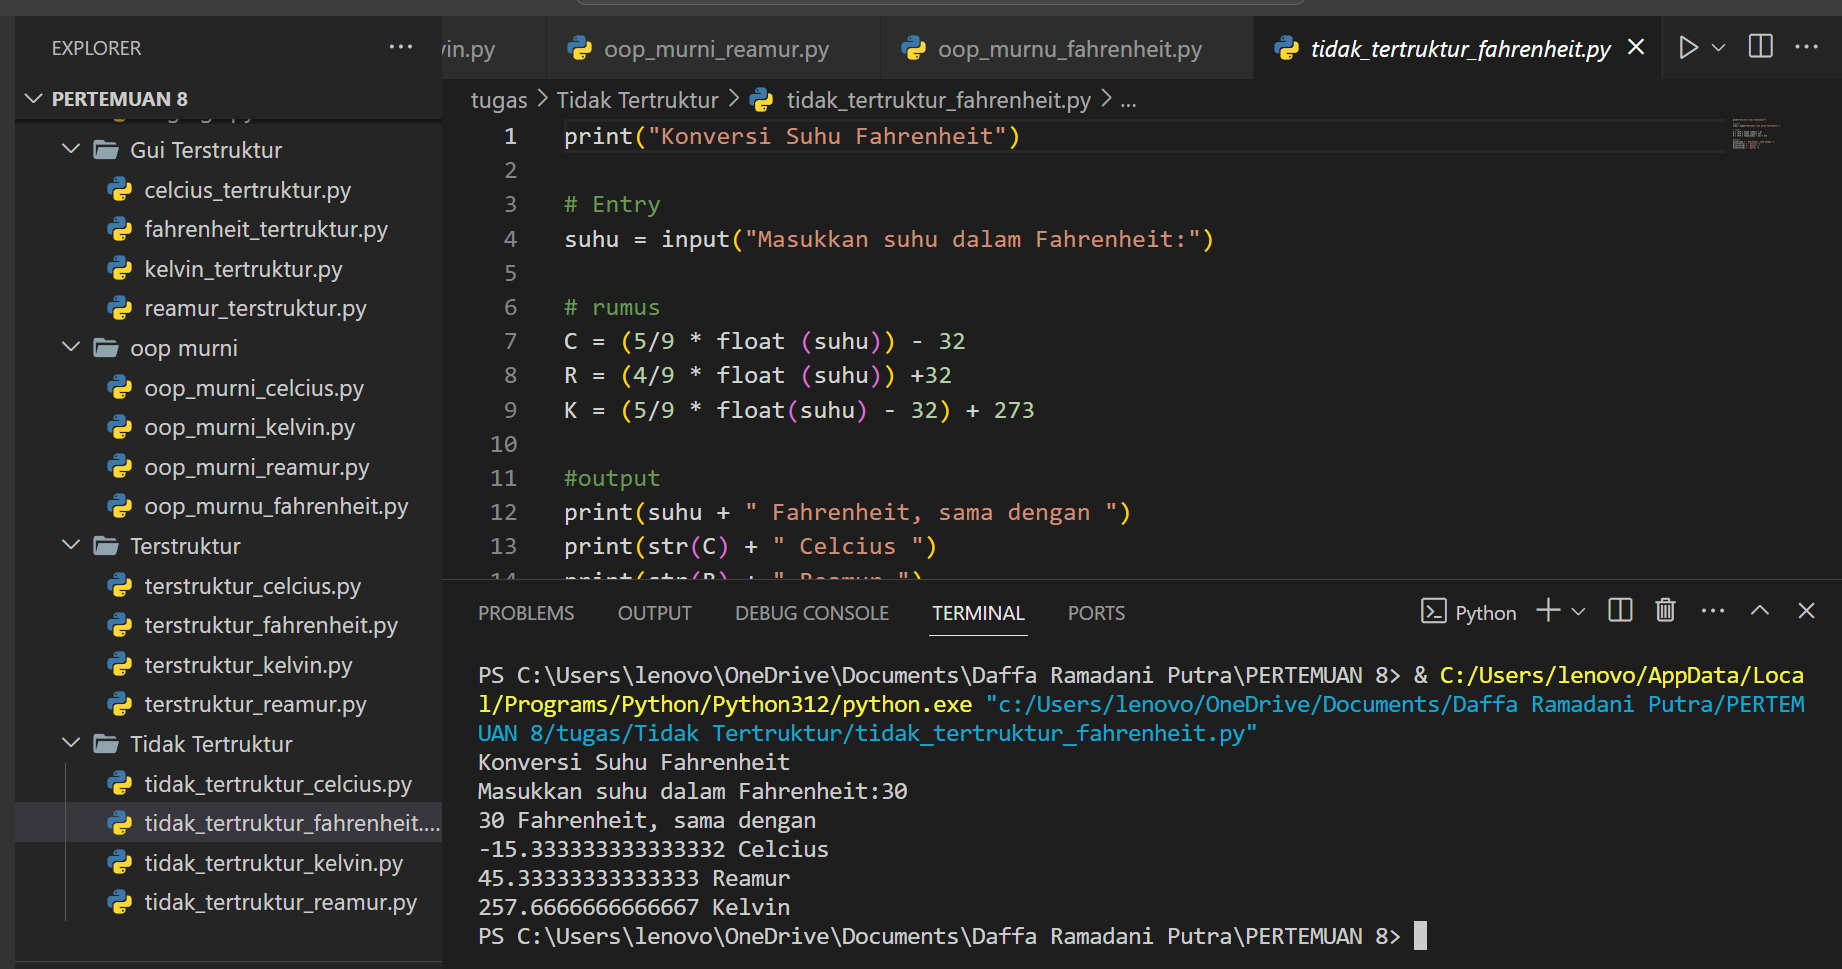 EXPLORER
PERTEMUAN 8
Gui Terstruktur
celcius_tertruktur.py
fahrenheit_tertruktur.py
kelvin_tertruktur.py
reamur_terstruktur.py
oop murni
oop_murni_celcius.py
oop_murni_kelvin.py
oop_murni_reamur.py
oop_murnu_fahrenheit.py
Terstruktur
terstruktur_celcius.py
terstruktur_fahrenheit.py
terstruktur_kelvin.py
terstruktur_reamur.py
Tidak Tertruktur
tidak_tertruktur_celcius.py
tidak_tertruktur_fahrenheit....
tidak_tertruktur_kelvin.py
tidak_tertruktur_reamur.py
vin.py oop_murni_reamur.py oop_murnu_fahrenheit.py tidak_tertruktur_fahrenheit.py
tugas > Tidak Tertruktur > tidak_tertruktur_fahrenheit.py > ...
1 print("Konversi Suhu Fahrenheit")
2
3 # Entry
4 suhu = input("Masukkan suhu dalam Fahrenheit:")
5
6 # rumus
7 C = (5/9 * float (suhu)) - 32
8 R = (4/9 * float (suhu)) +32
9 K = (5/9 * float(suhu) - 32) + 273
10
11 #output
12 print(suhu + " Fahrenheit, sama dengan ")
13 print(str(C) + " Celcius ")
14 print(str(R) + " Reamur ")
PROBLEMS OUTPUT DEBUG CONSOLE TERMINAL PORTS Python
PS C:\Users\lenovo\OneDrive\Documents\Daffa Ramadani Putra\PERTEMUAN 8> & C:/Users/lenovo/AppData/Loca
l/Programs/Python/Python312/python.exe "c:/Users/lenovo/OneDrive/Documents/Daffa Ramadani Putra/PERTEM
UAN 8/tugas/Tidak Tertruktur/tidak_tertruktur_fahrenheit.py"
Konversi Suhu Fahrenheit
Masukkan suhu dalam Fahrenheit:30
30 Fahrenheit, sama dengan
-15.333333333333332 Celcius
45.33333333333333 Reamur
257.6666666666667 Kelvin
PS C:\Users\lenovo\OneDrive\Documents\Daffa Ramadani Putra\PERTEMUAN 8>